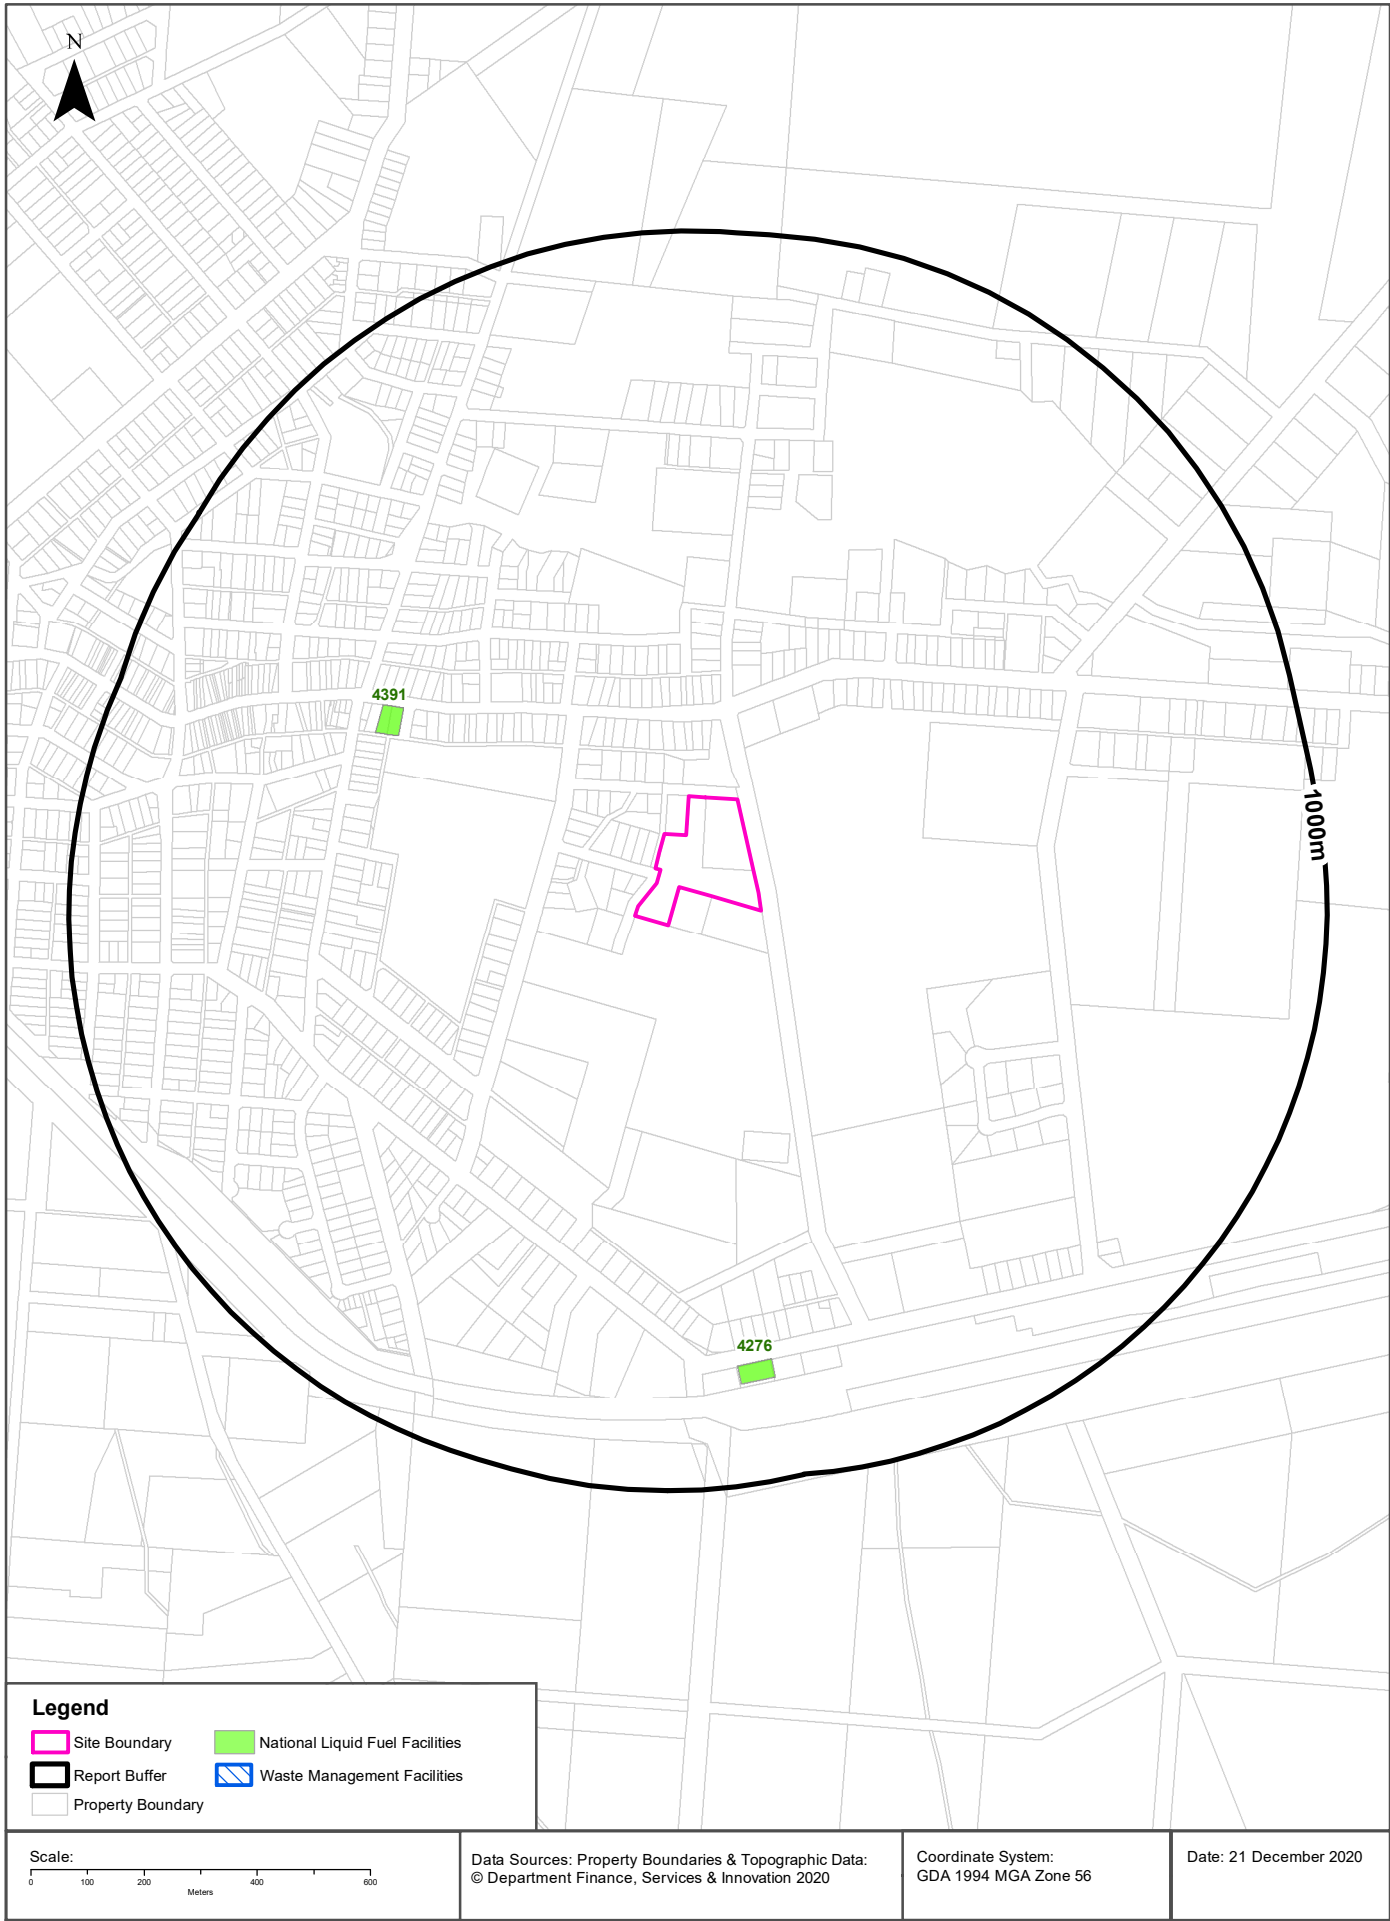 N
4391
1000m
4276
Legend
Site Boundary
National Liquid Fuel Facilities
Report Buffer
Waste Management Facilities
Property Boundary
Scale:
0 100 200 400 600
Meters
Data Sources: Property Boundaries & Topographic Data:
© Department Finance, Services & Innovation 2020
Coordinate System:
GDA 1994 MGA Zone 56
Date: 21 December 2020